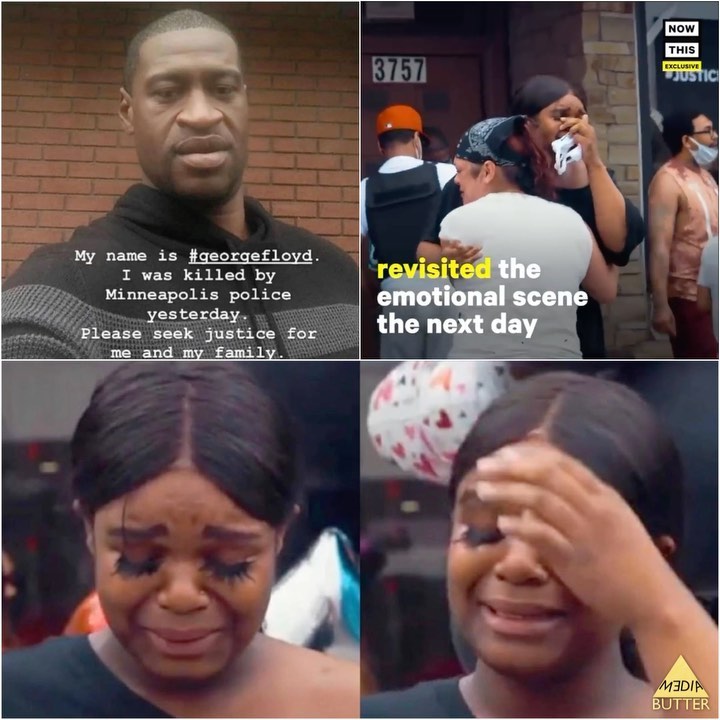 My name is #georgefloyd.
I was killed by
Minneapolis police
yesterday.
Please seek justice for
me and my family.
3757
NOW
THIS
EXCLUSIVE
revisited the
emotional scene
the next day
MEDIA
BUTTER